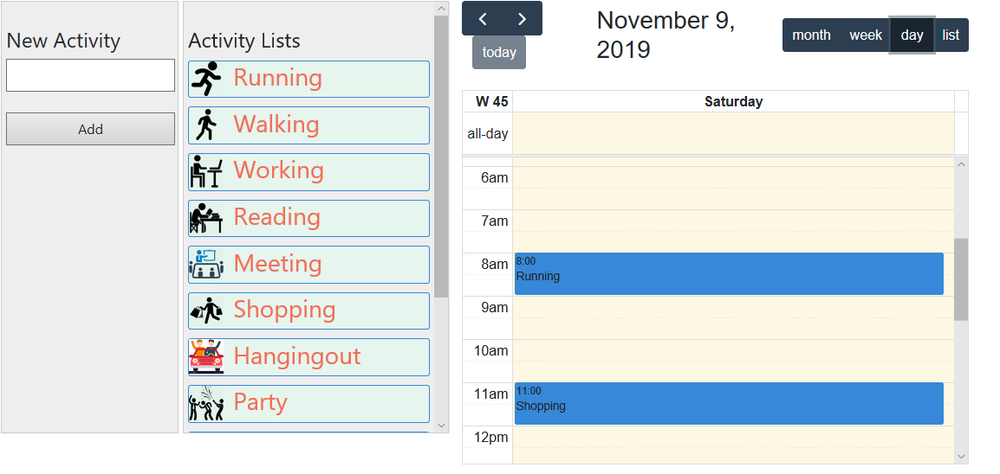 New Activity
Add
Activity Lists
Running
Walking
Working
Reading
Meeting
Shopping
Hangingout
Party
today
November 9,
2019
month week day list
W 45 Saturday
all-day
6am
7am
8am
8:00
Running
9am
10am
11am
11:00
Shopping
12pm